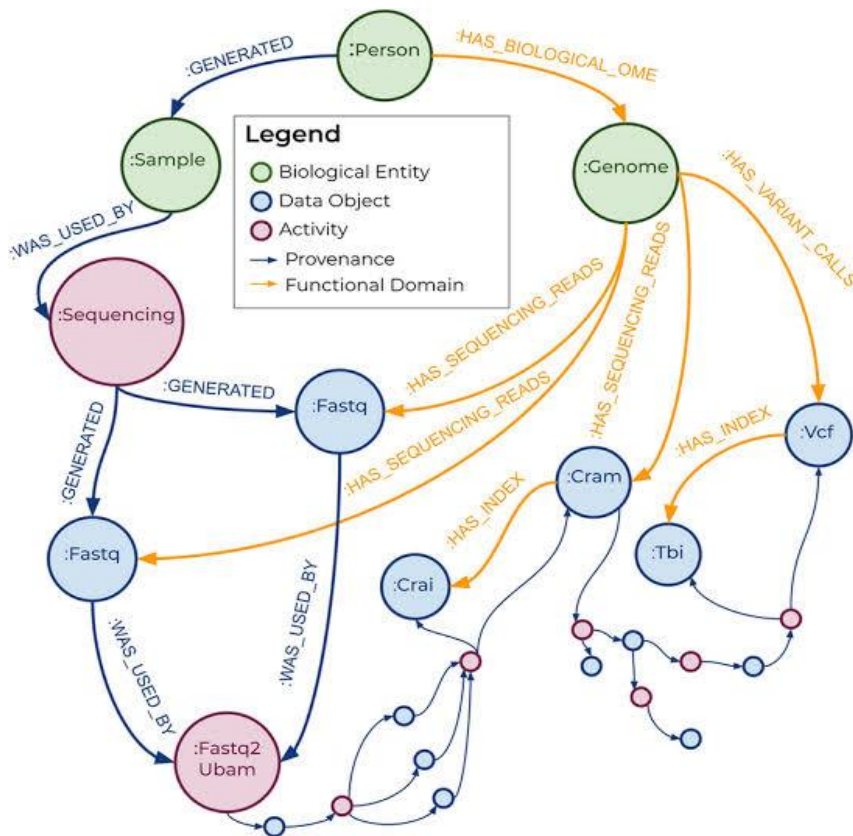 :Person
:GENERATED
:HAS_BIOLOGICAL_OME
:Sample
Legend
Biological Entity
Data Object
Activity
Provenance
Functional Domain
:Genome
:HAS_VARIANT_CALLS
:WAS_USED_BY
:Sequencing
:HAS_SEQUENCING_READS
:HAS_SEQUENCING_READS
:HAS_SEQUENCING_READS
:GENERATED
:Fastq
:GENERATED
:Vcf
:HAS_INDEX
:Cram
:HAS_INDEX
:Fastq
:Tbi
:Crai
:WAS_USED_BY
:WAS_USED_BY
:Fastq2
Ubam